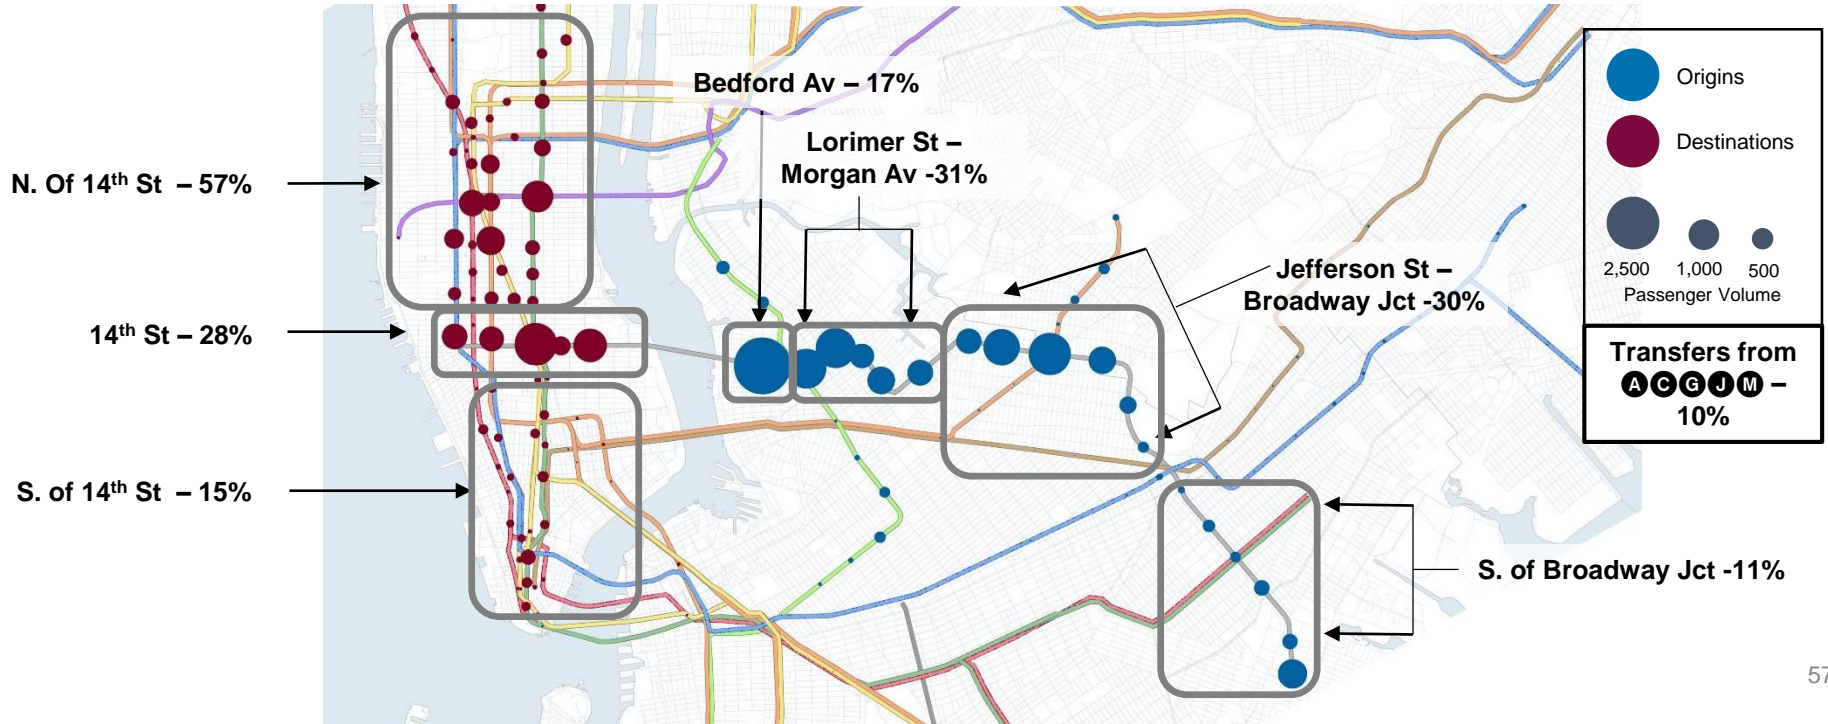 Bedford Av – 17%
Lorimer St –
Morgan Av -31%
N. Of 14th St – 57%
14th St – 28%
S. of 14th St – 15%
Jefferson St –
Broadway Jct -30%
S. of Broadway Jct -11%
Origins
Destinations
2,500 1,000 500
Passenger Volume
Transfers from
A C G J M –
10%
57